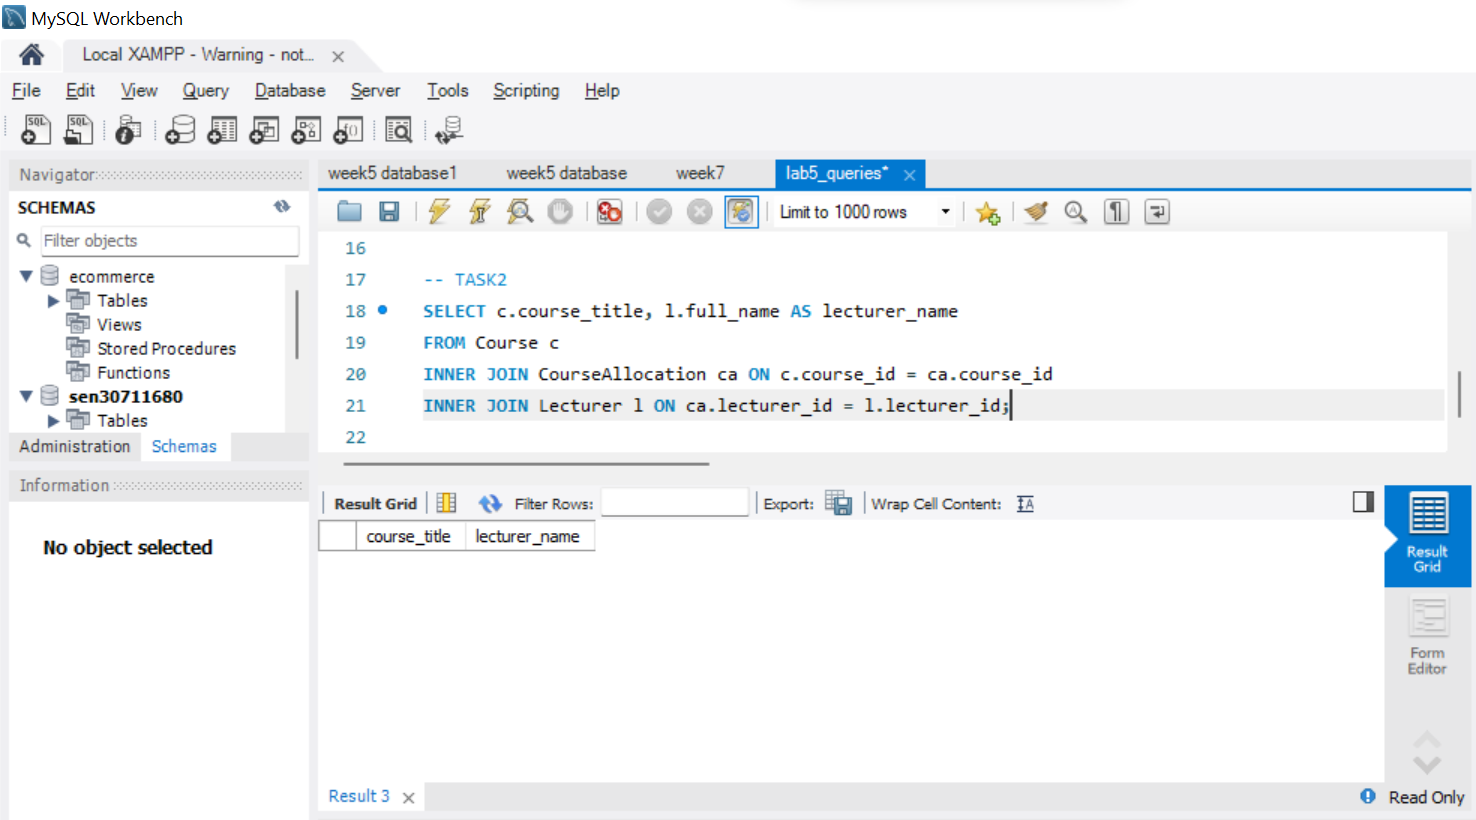 MySQL Workbench
Local XAMPP - Warning - not...
File Edit View Query Database Server Tools Scripting Help
SQL SQL
Navigator
week5 database1 week5 database week7 lab5_queries*
SCHEMAS
Limit to 1000 rows
Filter objects
ecommerce
Tables
Views
Stored Procedures
Functions
sen30711680
Tables
Administration Schemas
16
17 -- TASK2
18 SELECT c.course_title, l.full_name AS lecturer_name
19 FROM Course c
20 INNER JOIN CourseAllocation ca ON c.course_id = ca.course_id
21 INNER JOIN Lecturer l ON ca.lecturer_id = l.lecturer_id;
22
Information
No object selected
Result Grid Filter Rows: Export: Wrap Cell Content:
course_title lecturer_name
Result Grid
Form Editor
Result 3
Read Only